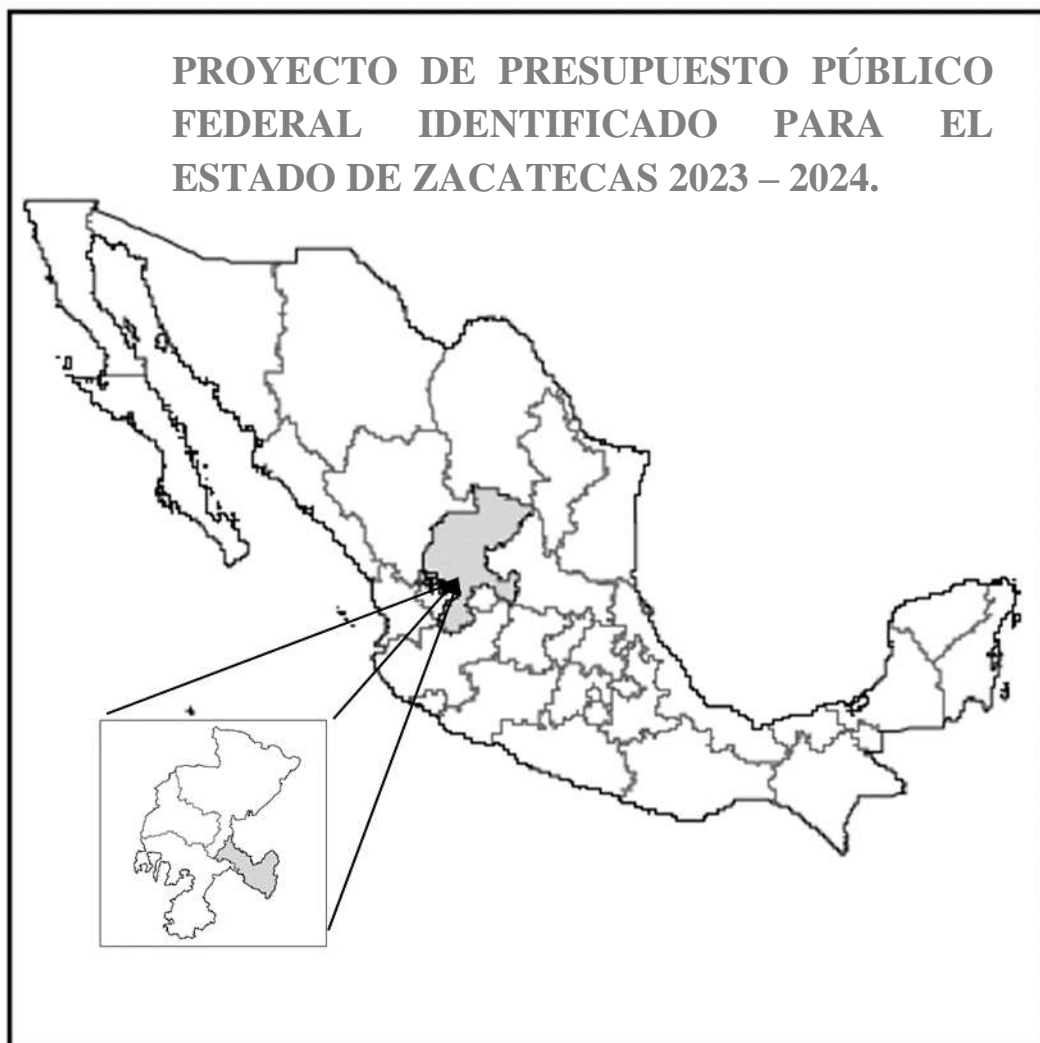 PROYECTO DE PRESUPUESTO PÚBLICO
FEDERAL IDENTIFICADO PARA EL
ESTADO DE ZACATECAS 2023 – 2024.